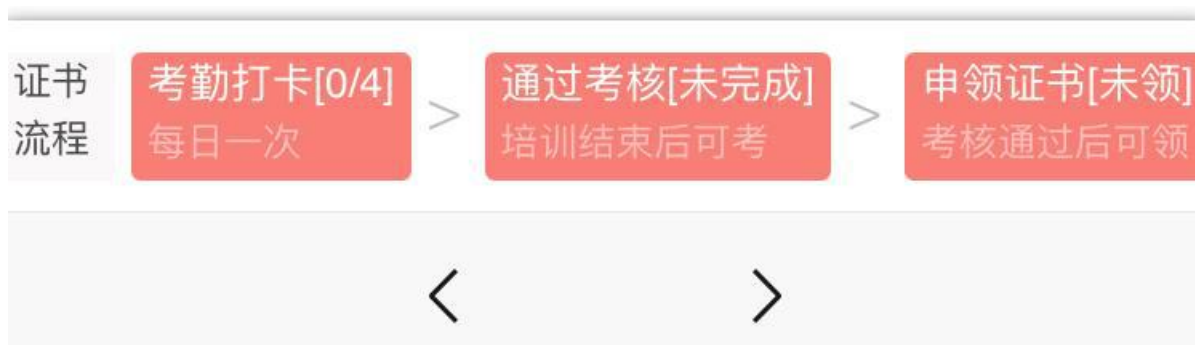 证书
流程
考勤打卡[0/4]
每日一次
>
通过考核[未完成]
培训结束后可考
>
申领证书[未领]
考核通过后可领